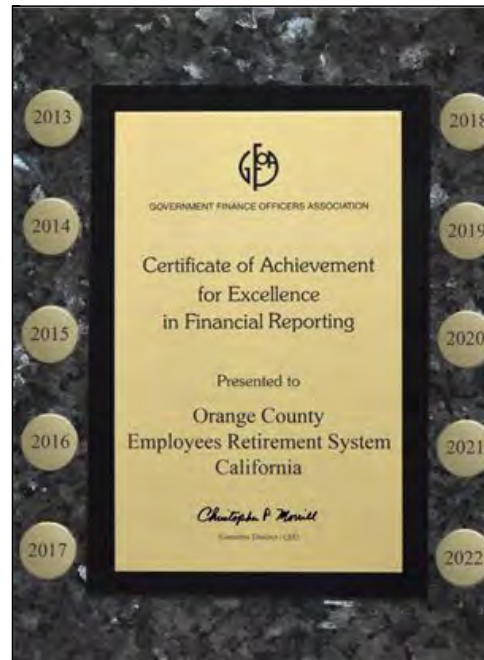 2013
2014
2015
2016
2017
GFOA
GOVERNMENT FINANCE OFFICERS ASSOCIATION
Certificate of Achievement
for Excellence
in Financial Reporting
Presented to
Orange County
Employees Retirement System
California
Christopher P. Morrill
Executive Director / CEO
2018
2019
2020
2021
2022